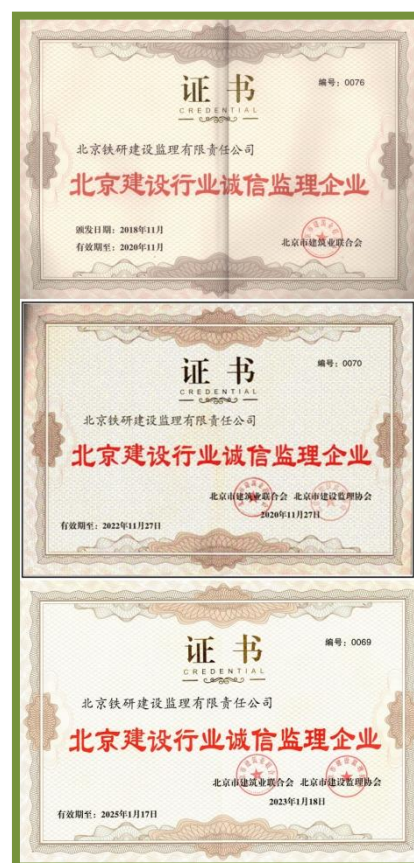 证书
编号：0076
CREDENTIAL
北京铁研建设监理有限责任公司
北京建设行业诚信监理企业
颁发日期：2018年11月
有效期至：2020年11月
北京市建筑业联合会
证书
编号：0070
CREDENTIAL
北京铁研建设监理有限责任公司
北京建设行业诚信监理企业
北京市建筑业联合会 北京市建设监理协会
2020年11月27日
有效期至：2022年11月27日
证书
编号：0069
CREDENTIAL
北京铁研建设监理有限责任公司
北京建设行业诚信监理企业
北京市建筑业联合会 北京市建设监理协会
2023年1月18日
有效期至：2025年1月17日